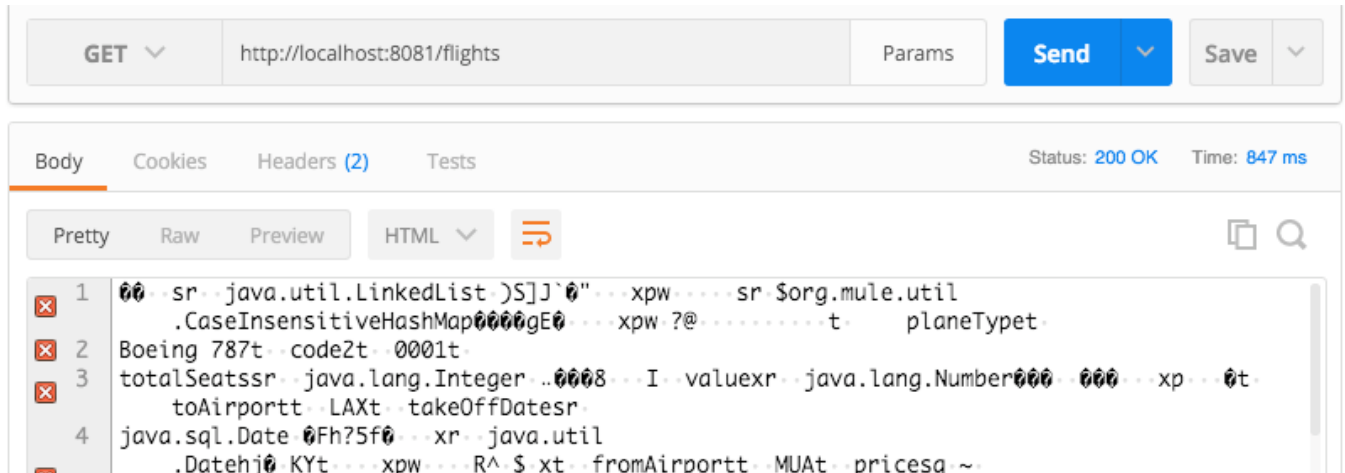 GET http://localhost:8081/flights Params Send Save
Body Cookies Headers (2) Tests Status: 200 OK Time: 847 ms
Pretty Raw Preview HTML
1 �� sr java.util.LinkedList )S]J`�" xpw sr $org.mule.util
.CaseInsensitiveHashMap����gE� xpw ?@ t planeTypet
2 Boeing 787t code2t 0001t
3 totalSeatssr java.lang.Integer ..���8 I valuexr java.lang.Number��� ��� xp �t
toAirportt LAXt takeOffDatesr
4 java.sql.Date �Fh?5f� xr java.util
.Datehj� KYt xpw R^ $ xt fromAirportt MUAt pricesq ~